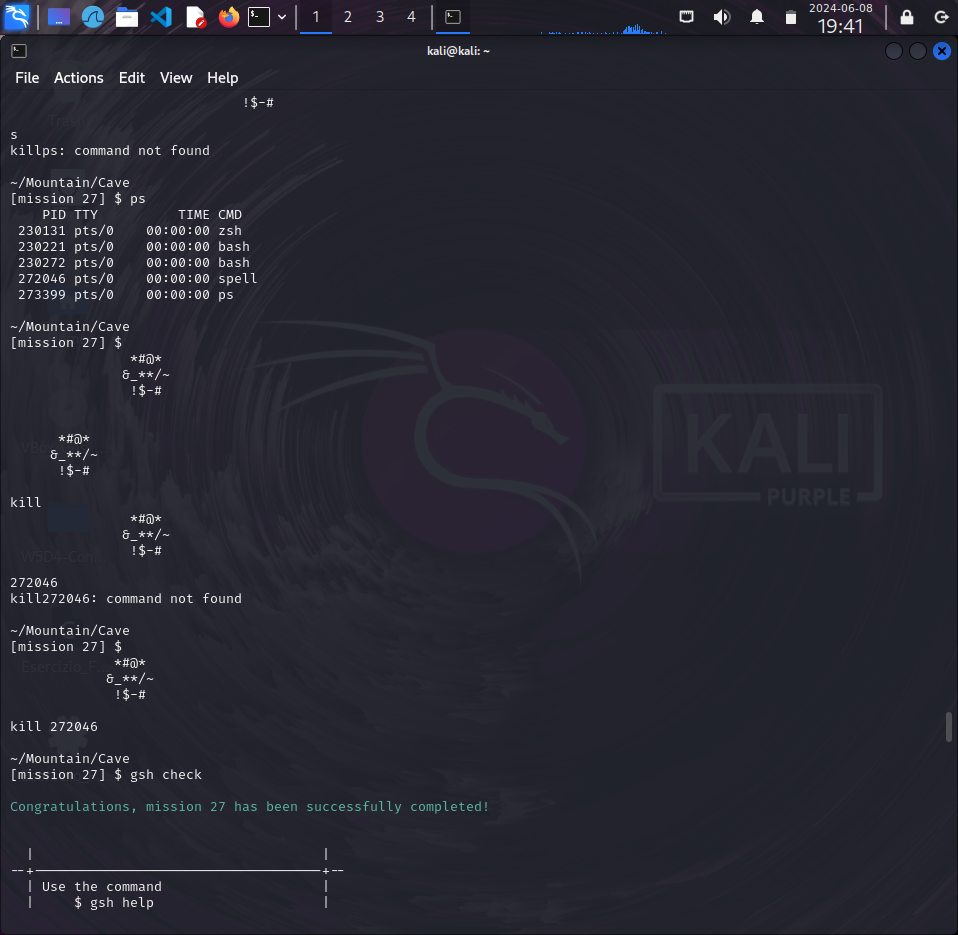 1 2 3 4
2024-06-08
19:41
kali@kali: ~
File Actions Edit View Help
!$-#
s
killps: command not found
~/Mountain/Cave
[mission 27] $ ps
PID TTY TIME CMD
230131 pts/0 00:00:00 zsh
230221 pts/0 00:00:00 bash
230272 pts/0 00:00:00 bash
272046 pts/0 00:00:00 spell
273399 pts/0 00:00:00 ps
~/Mountain/Cave
[mission 27] $
*#@*
&_**/~
!$-#
*#@*
&_**/~
!$-#
kill
*#@*
&_**/~
!$-#
272046
kill272046: command not found
~/Mountain/Cave
[mission 27] $
*#@*
&_**/~
!$-#
kill 272046
~/Mountain/Cave
[mission 27] $ gsh check
Congratulations, mission 27 has been successfully completed!
Use the command
$ gsh help
KALI
PURPLE